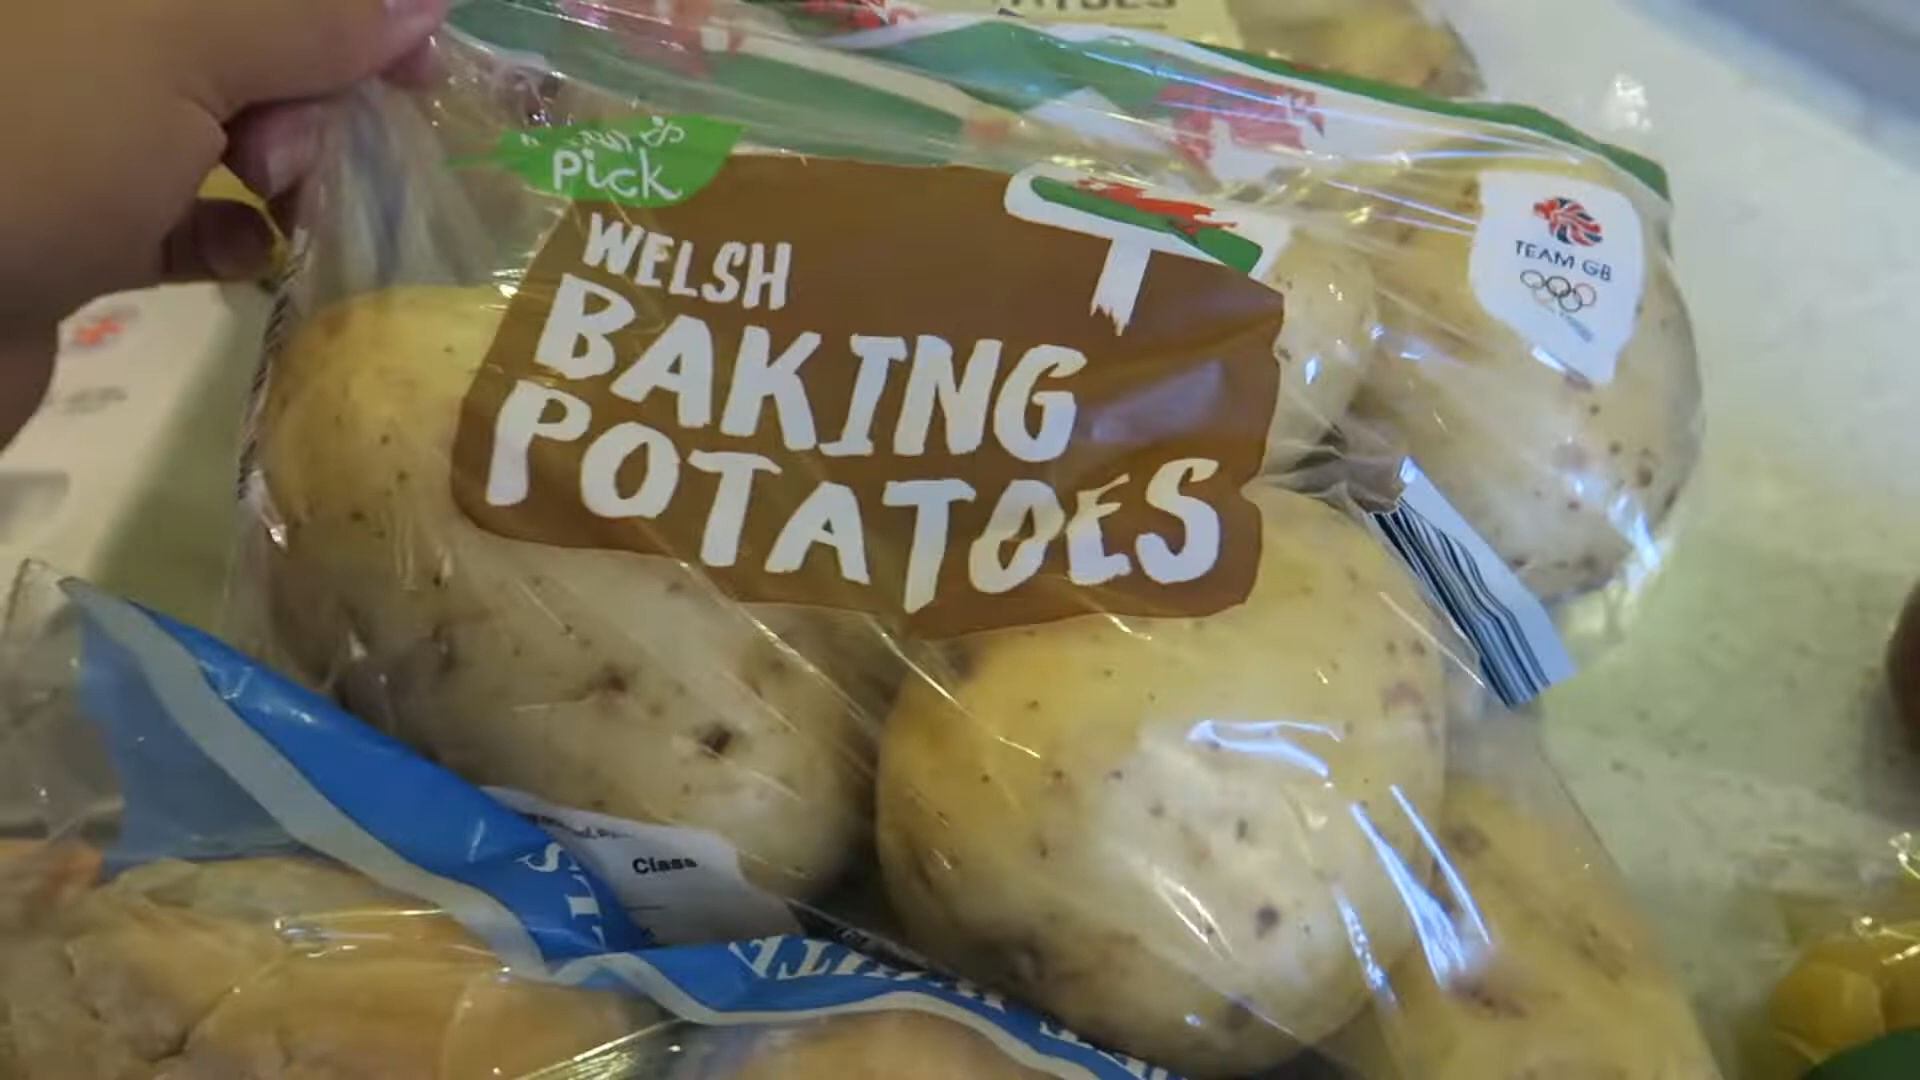 Pick
WELSH
BAKING
POTATOES
TEAM GB
Class